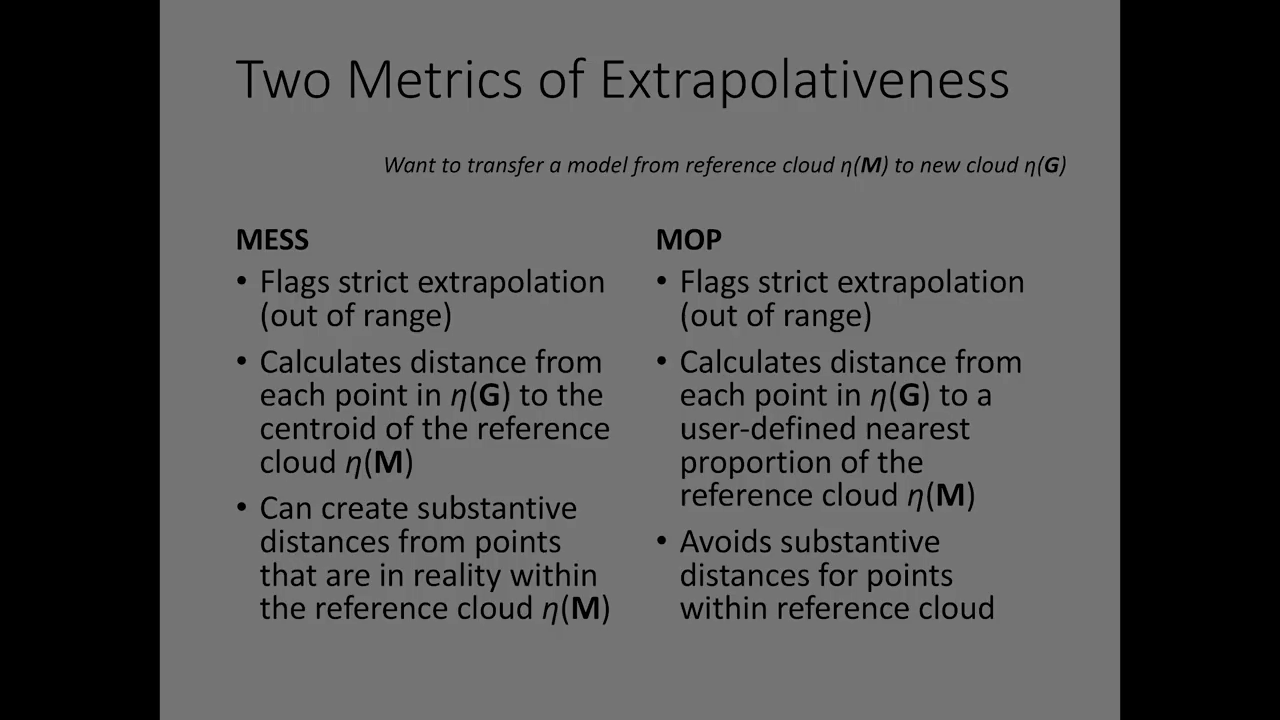 Two Metrics of Extrapolativeness
Want to transfer a model from reference cloud η(M) to new cloud η(G)
MESS
• Flags strict extrapolation
(out of range)
• Calculates distance from
each point in η(G) to the
centroid of the reference
cloud η(M)
• Can create substantive
distances from points
that are in reality within
the reference cloud η(M)
MOP
• Flags strict extrapolation
(out of range)
• Calculates distance from
each point in η(G) to a
user-defined nearest
proportion of the
reference cloud η(M)
• Avoids substantive
distances for points
within reference cloud